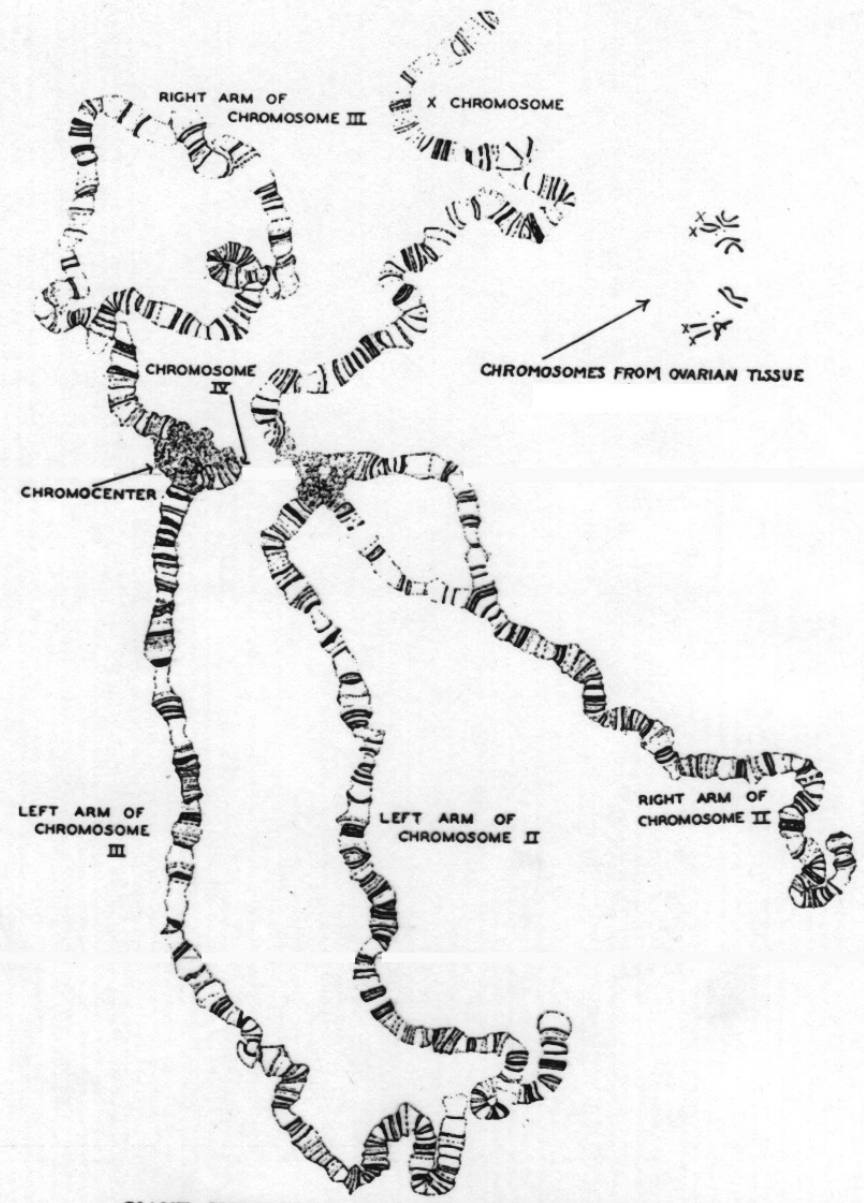 RIGHT ARM OF
CHROMOSOME III
X CHROMOSOME
X
X
X
X
CHROMOSOMES FROM OVARIAN TISSUE
CHROMOSOME
IV
CHROMOCENTER
LEFT ARM OF
CHROMOSOME
III
LEFT ARM OF
CHROMOSOME II
RIGHT ARM OF
CHROMOSOME II